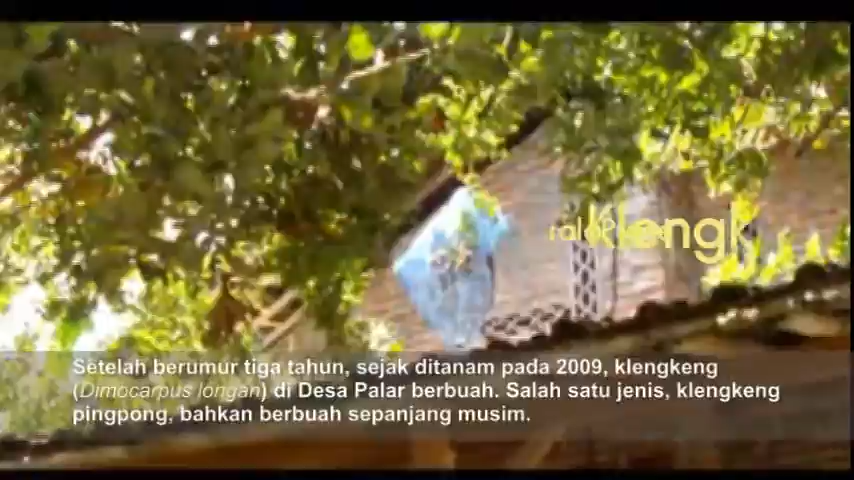 klengk
Setelah berumur tiga tahun, sejak ditanam pada 2009, klengkeng
(Dimocarpus longan) di Desa Palar berbuah. Salah satu jenis, klengkeng
pingpong, bahkan berbuah sepanjang musim.